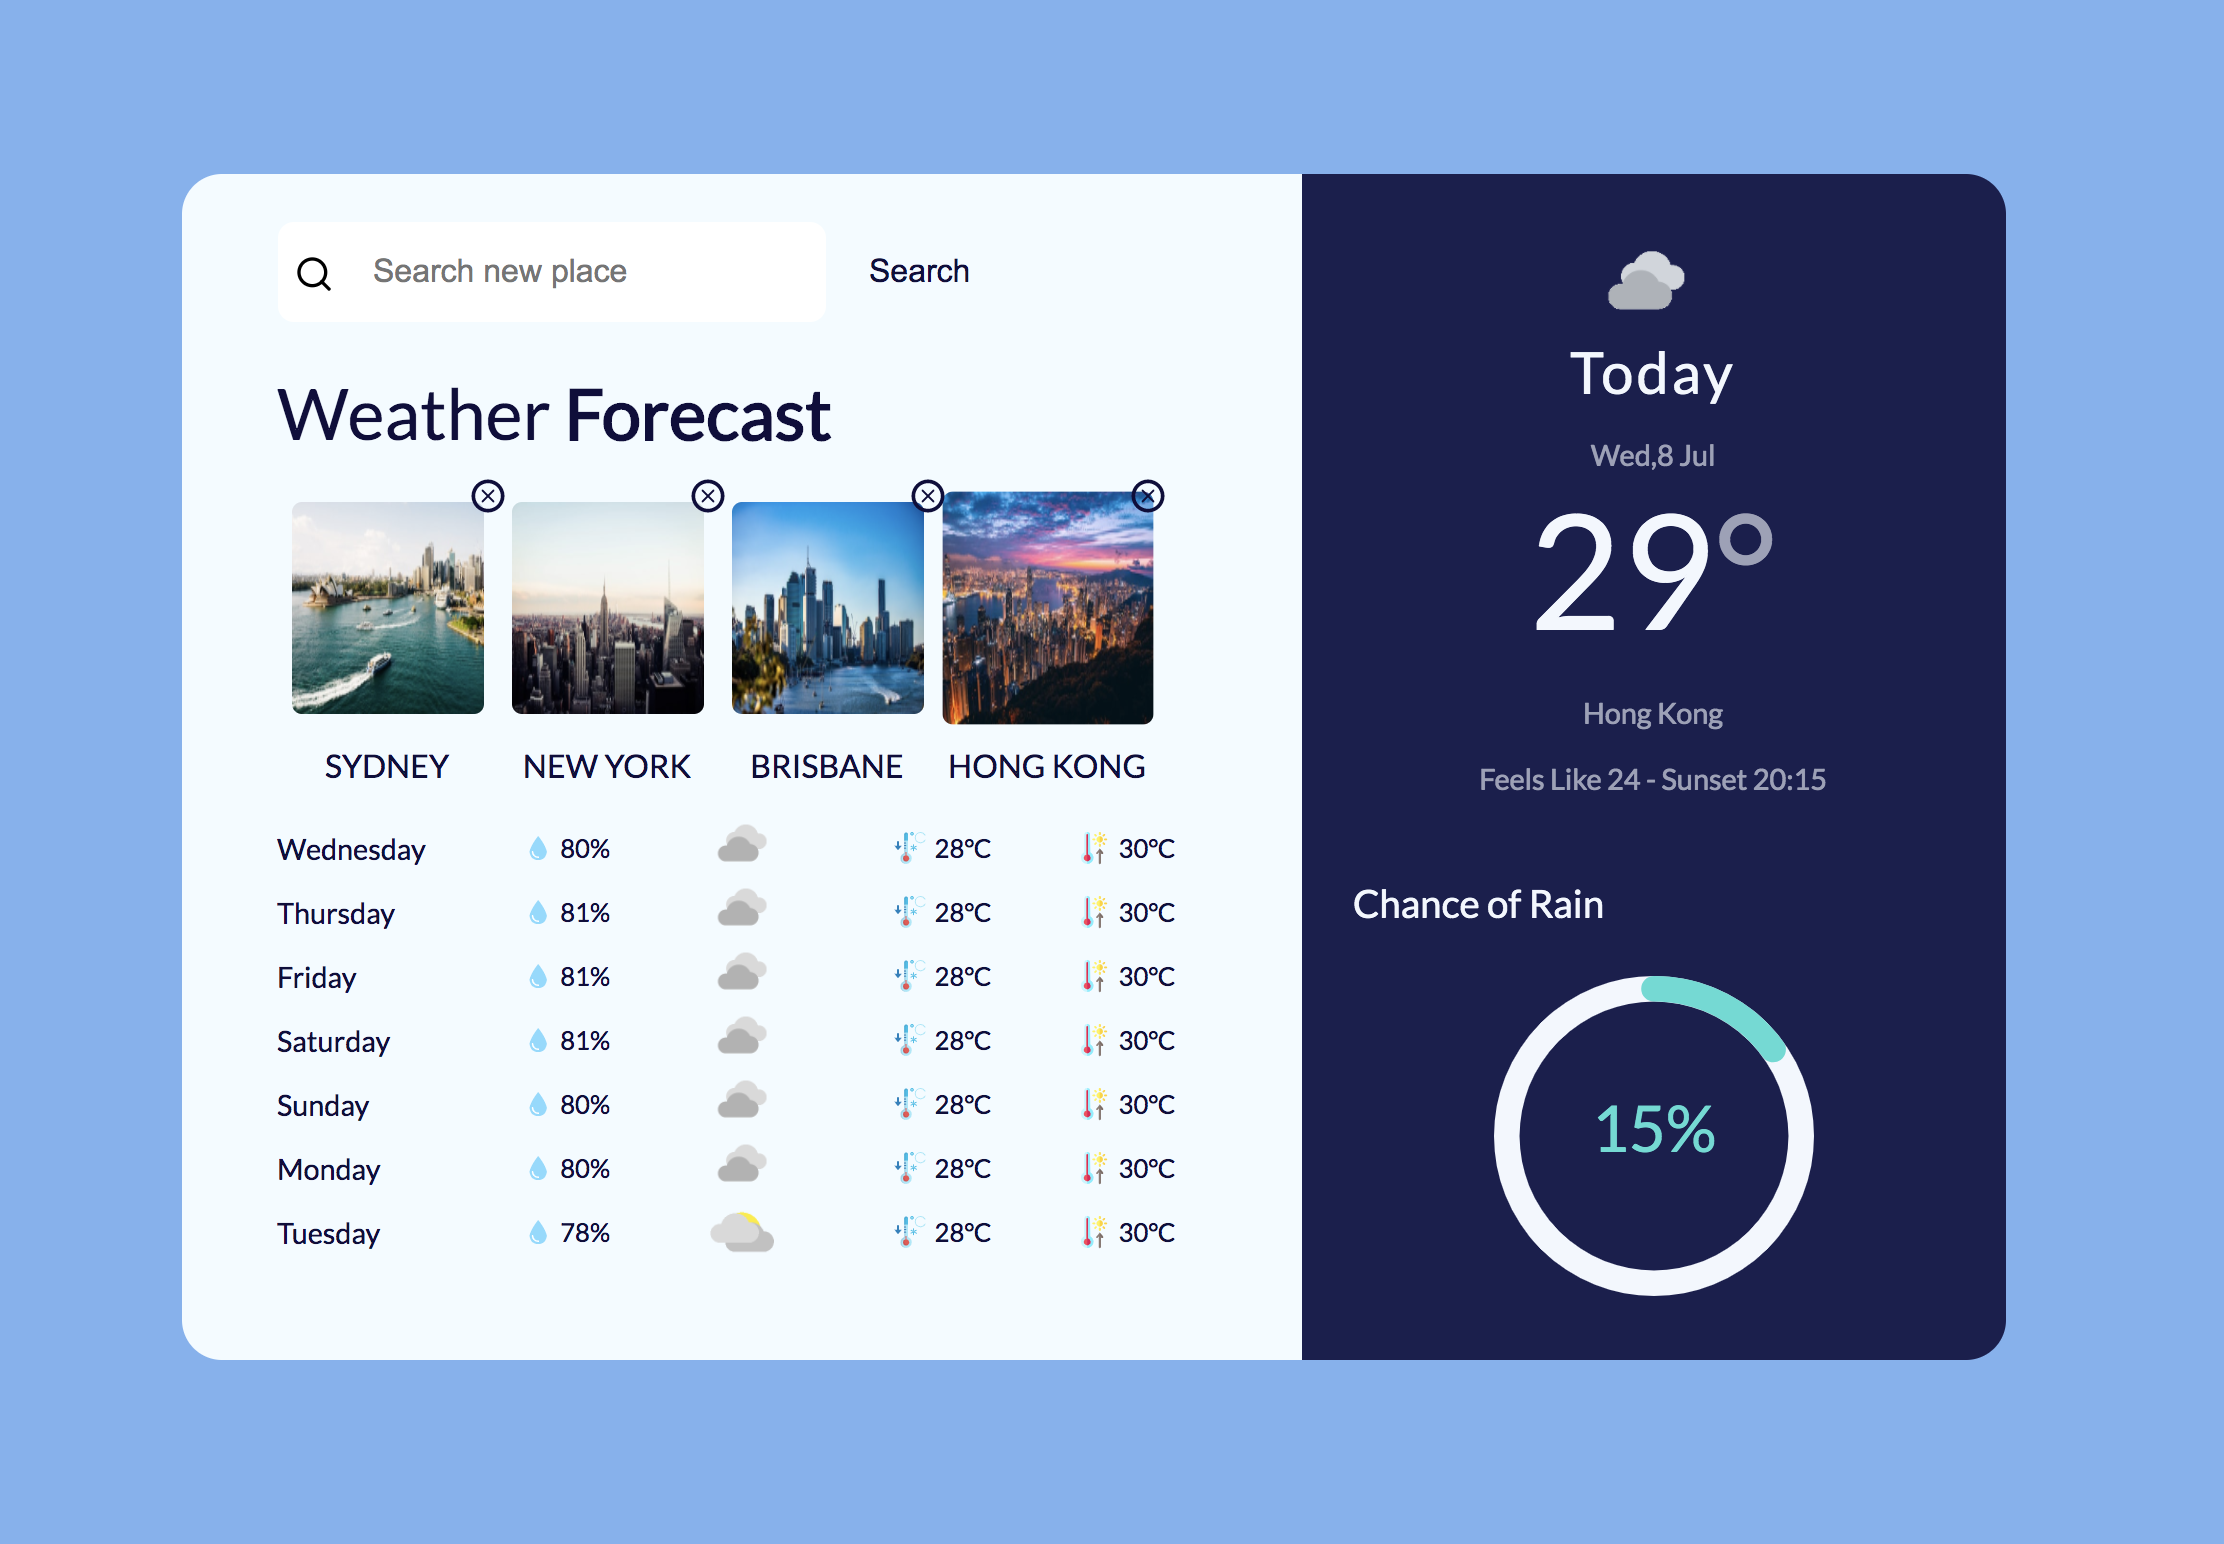 Search new place
Search
Weather Forecast
SYDNEY
NEW YORK
BRISBANE
HONG KONG
Wednesday 80% 28°C 30°C
Thursday 81% 28°C 30°C
Friday 81% 28°C 30°C
Saturday 81% 28°C 30°C
Sunday 80% 28°C 30°C
Monday 80% 28°C 30°C
Tuesday 78% 28°C 30°C
Today
Wed,8 Jul
29°
Hong Kong
Feels Like 24 - Sunset 20:15
Chance of Rain
15%